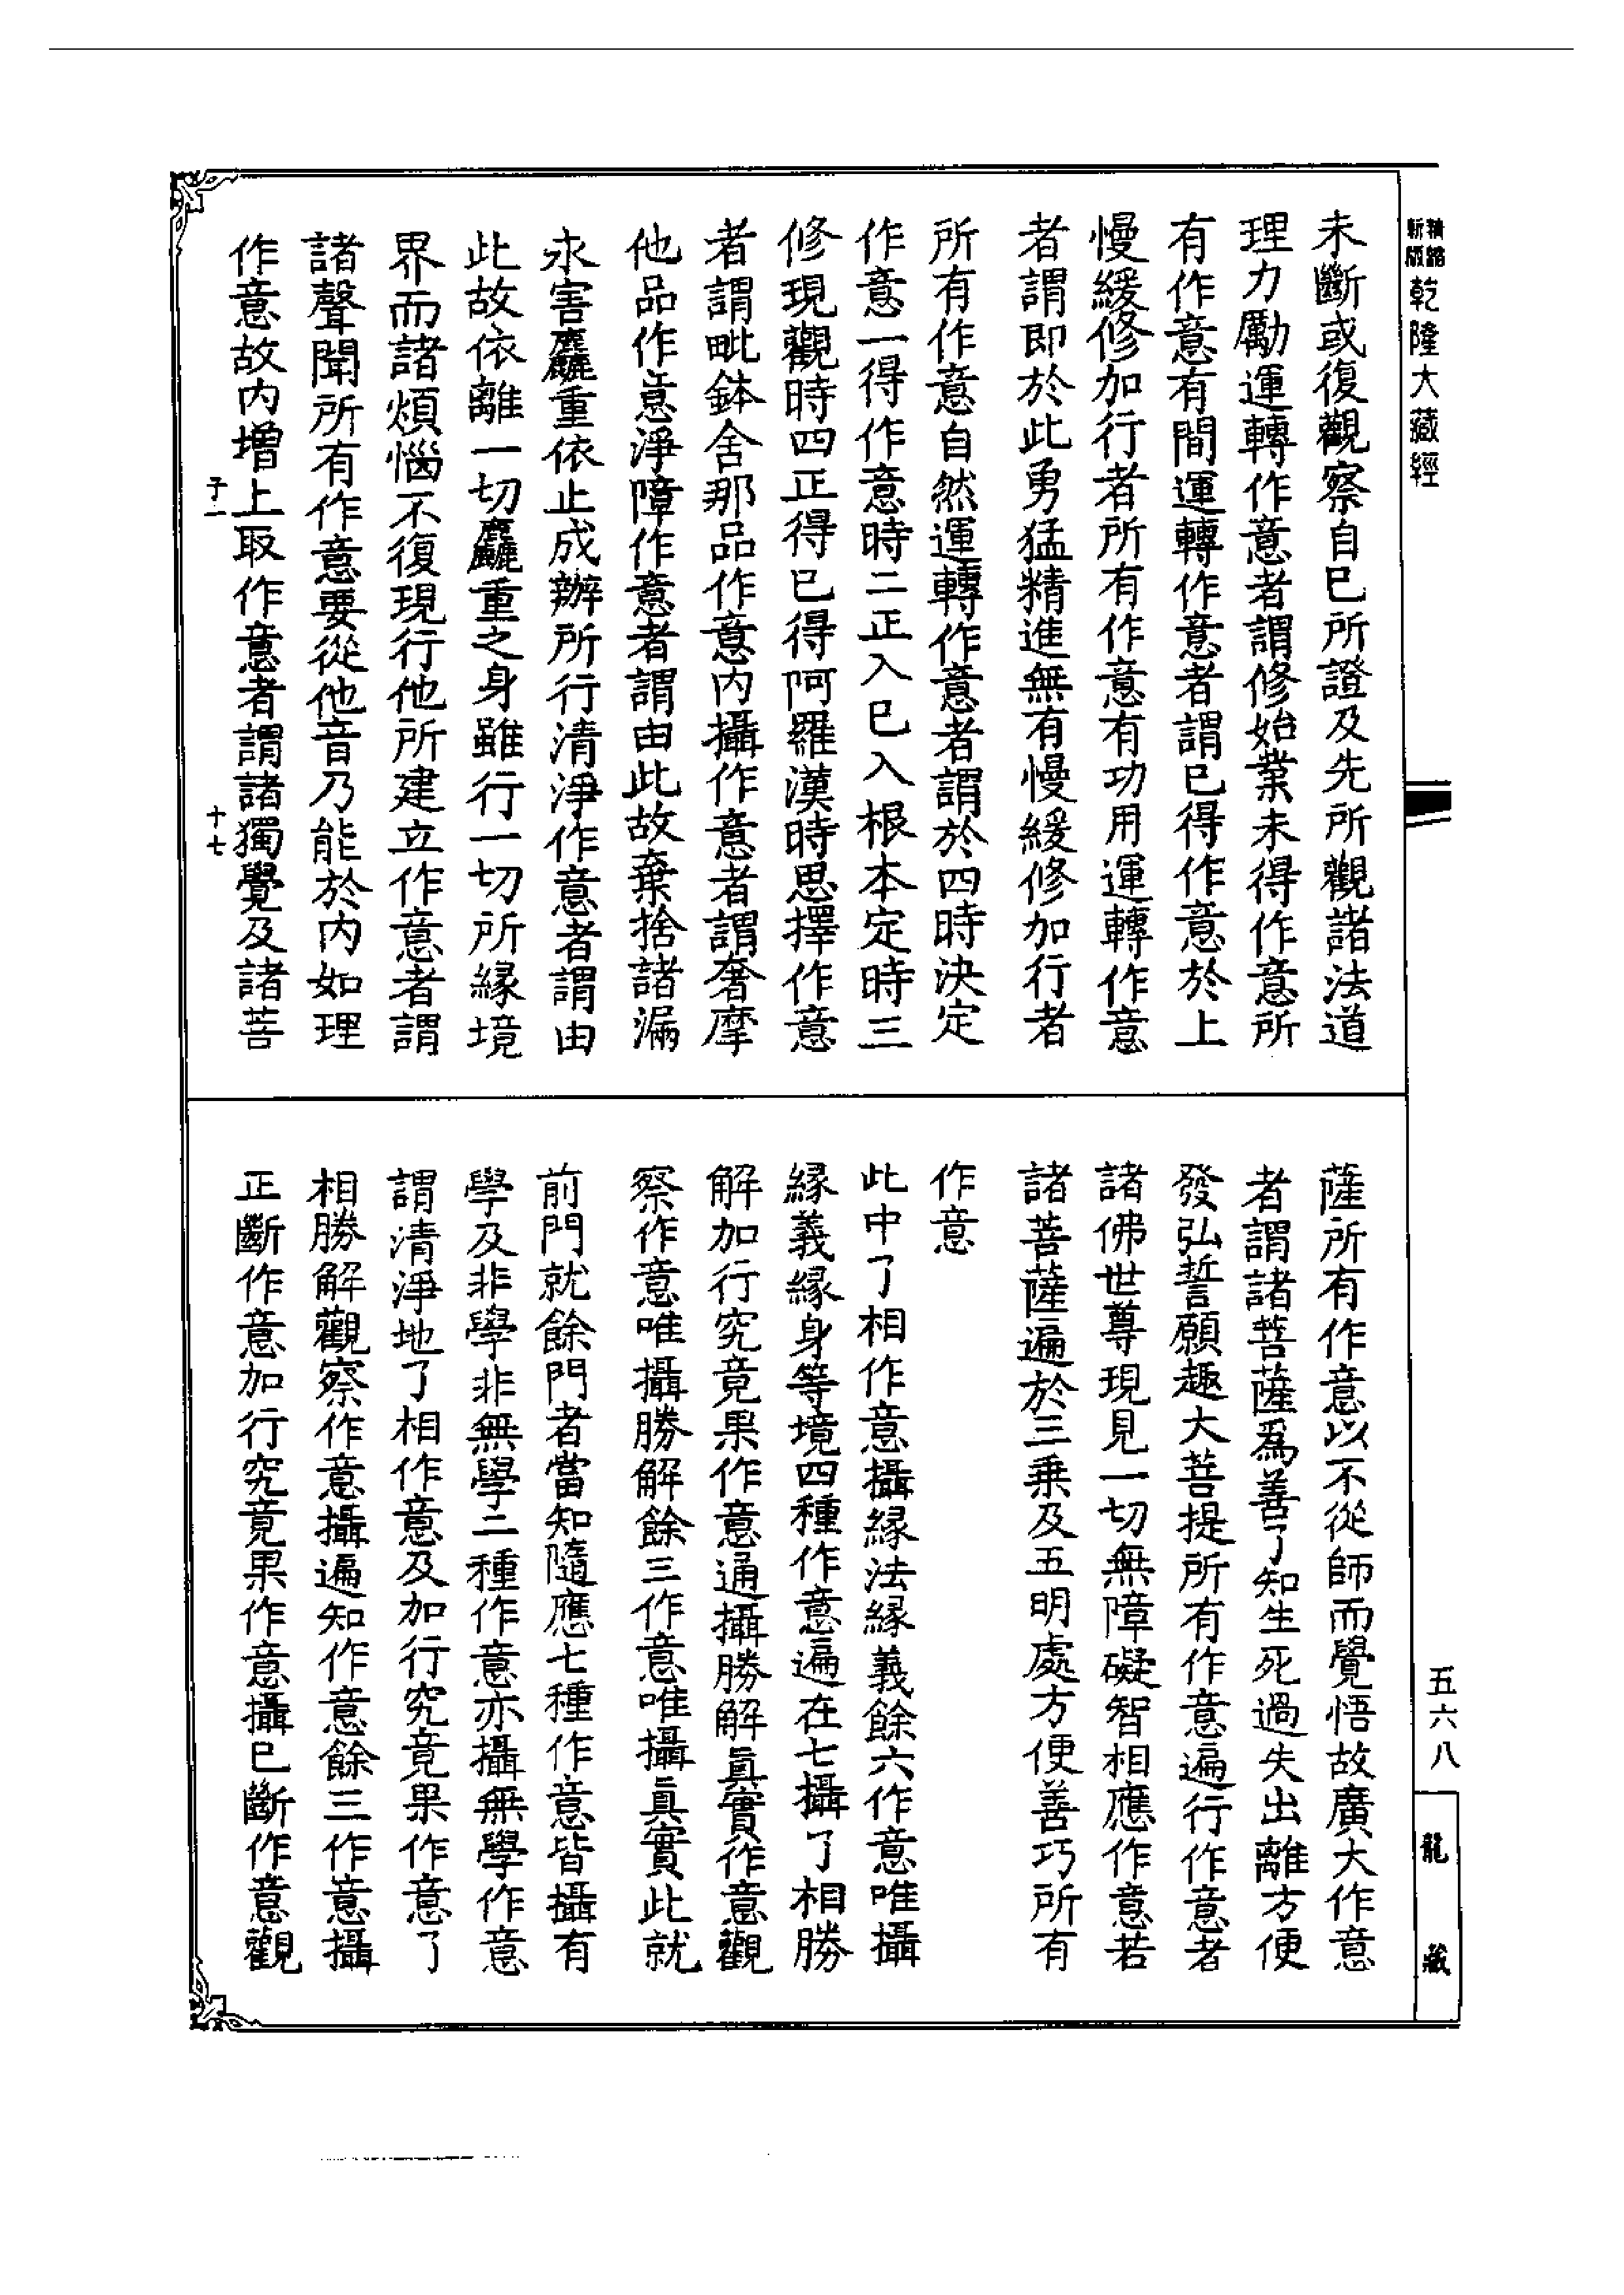 精縮新版乾隆大藏經
未斷或復觀察自已所證及先所觀諸法道
理力勵運轉作意者謂修始業未得作意所
有作意有間運轉作意者謂已得作意於上
慢緩修加行者所有作意有功用運轉作意
者謂即於此勇猛精進無有慢緩修加行者
所有作意自然運轉作意者謂於四時決定
作意一得作意時二正入已入根本定時三
修現觀時四正得已得阿羅漢時思擇作意
者謂毗鉢舍那品作意內攝作意者謂奢摩
他品作意淨障作意者謂由此故棄捨諸漏
永害麤重依止成辦所行清淨作意者謂由
此故依離一切麤重之身雖行一切所緣境
界而諸煩惱不復現行他所建立作意者謂
諸聲聞所有作意要從他音乃能於內如理
作意故內增上取作意者謂諸獨覺及諸菩
子一 十七
薩所有作意以不從師而覺悟故廣大作意
者謂諸菩薩爲善了知生死過失出離方便
發弘誓願趣大菩提所有作意遍行作意者
諸佛世尊現見一切無障礙智相應作意若
諸菩薩遍於三乗及五明處方便善巧所有
作意
此中了相作意攝緣法緣義餘六作意唯攝
緣義緣身等境四種作意遍在七攝了相勝
解加行究竟果作意通攝勝解眞實作意觀
察作意唯攝勝解餘三作意唯攝眞實此就
前門就餘門者當知隨應七種作意皆攝有
學及非學非無學二種作意亦攝無學作意
謂清淨地了相作意及加行究竟果作意了
相勝解觀察作意攝遍知作意餘三作意攝
正斷作意加行究竟果作意攝已斷作意觀
五六八
龍藏